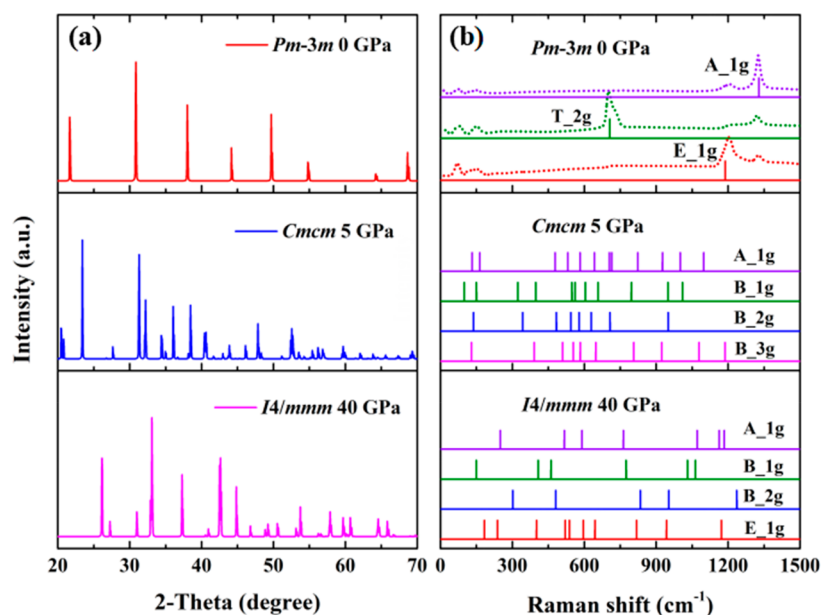 (a)
Pm-3m 0 GPa
Cmcm 5 GPa
I4/mmm 40 GPa
Intensity (a.u.)
20 30 40 50 60 70
2-Theta (degree)
(b)
Pm-3m 0 GPa
A_1g
T_2g
E_1g
Cmcm 5 GPa
A_1g
B_1g
B_2g
B_3g
I4/mmm 40 GPa
A_1g
B_1g
B_2g
E_1g
0 300 600 900 1200 1500
Raman shift (cm⁻¹)